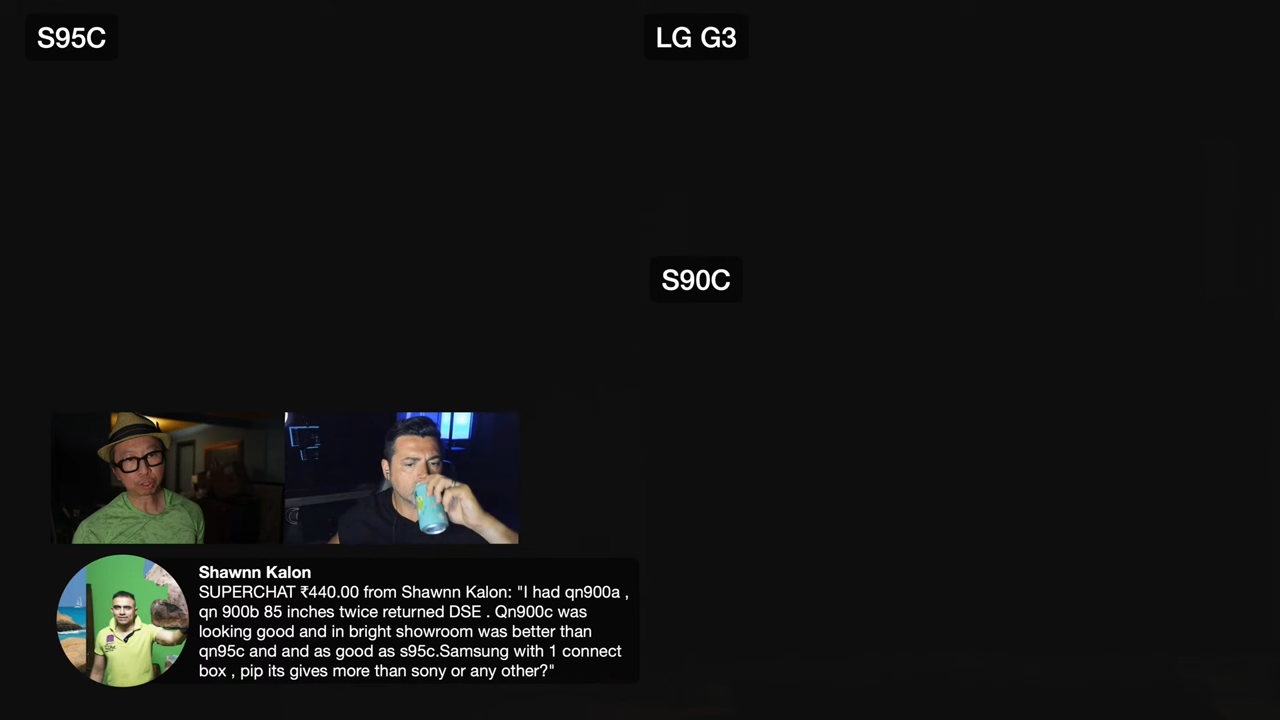 S95C
LG G3
S90C
Shawnn Kalon
SUPERCHAT ₹440.00 from Shawnn Kalon: "I had qn900a ,
qn 900b 85 inches twice returned DSE . Qn900c was
looking good and in bright showroom was better than
qn95c and and as good as s95c.Samsung with 1 connect
box , pip its gives more than sony or any other?"